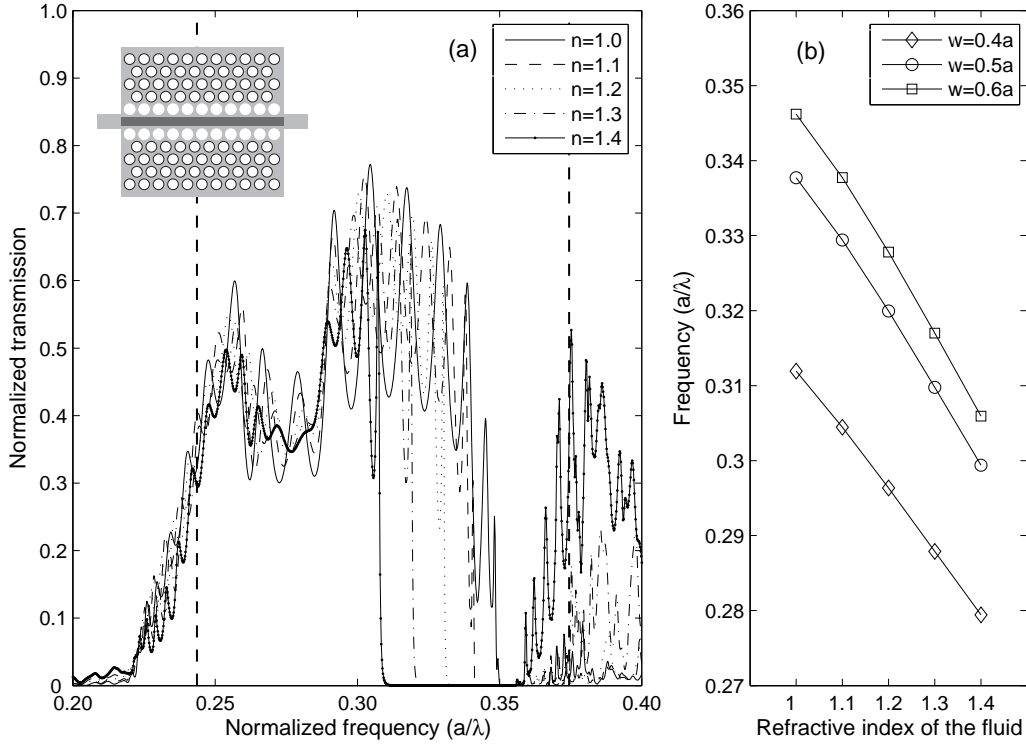 (a)
n=1.0
n=1.1
n=1.2
n=1.3
n=1.4
Normalized transmission
1.0
0.9
0.8
0.7
0.6
0.5
0.4
0.3
0.2
0.1
0
0.20
0.25
0.30
0.35
0.40
Normalized frequency (a/λ)
(b)
w=0.4a
w=0.5a
w=0.6a
Frequency (a/λ)
0.36
0.35
0.34
0.33
0.32
0.31
0.3
0.29
0.28
0.27
1
1.1
1.2
1.3
1.4
Refractive index of the fluid